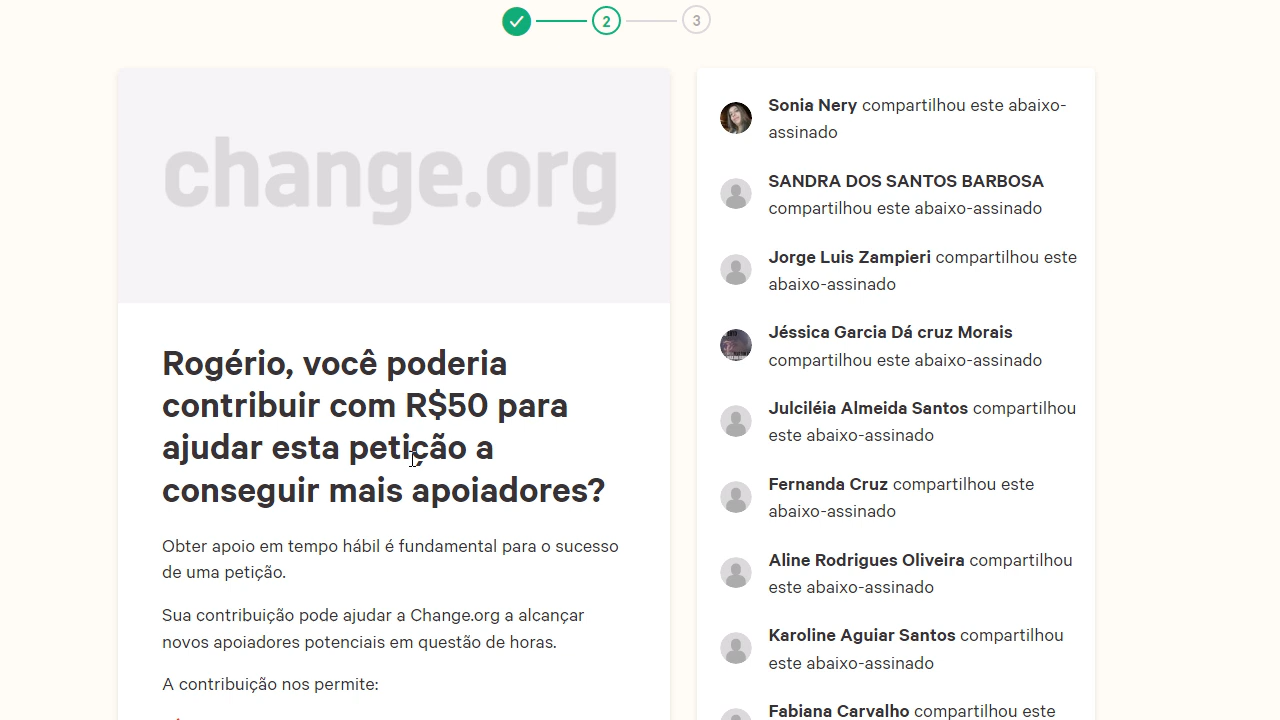 2
3
change.org
Rogério, você poderia
contribuir com R$50 para
ajudar esta petição a
conseguir mais apoiadores?
Obter apoio em tempo hábil é fundamental para o sucesso
de uma petição.
Sua contribuição pode ajudar a Change.org a alcançar
novos apoiadores potenciais em questão de horas.
A contribuição nos permite:
Sonia Nery compartilhou este abaixo-
assinado
SANDRA DOS SANTOS BARBOSA
compartilhou este abaixo-assinado
Jorge Luis Zampieri compartilhou este
abaixo-assinado
Jéssica Garcia Dá cruz Morais
compartilhou este abaixo-assinado
Julciléia Almeida Santos compartilhou
este abaixo-assinado
Fernanda Cruz compartilhou este
abaixo-assinado
Aline Rodrigues Oliveira compartilhou
este abaixo-assinado
Karoline Aguiar Santos compartilhou
este abaixo-assinado
Fabiana Carvalho compartilhou este